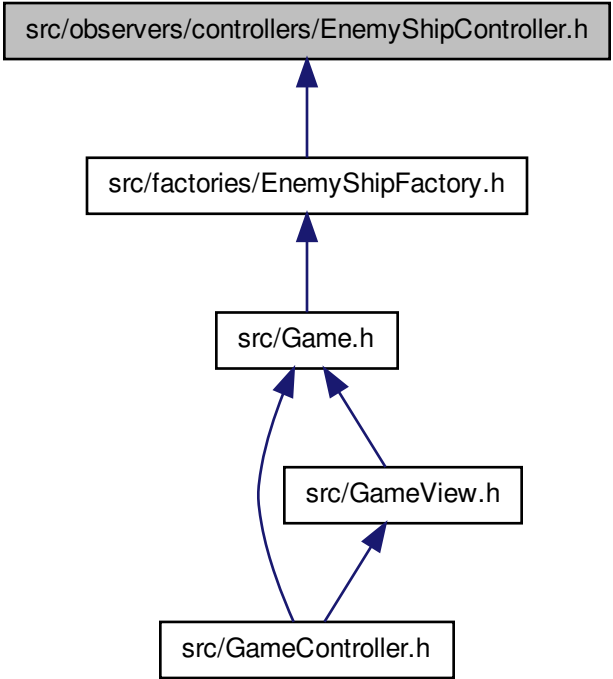 src/observers/controllers/EnemyShipController.h
src/factories/EnemyShipFactory.h
src/Game.h
src/GameView.h
src/GameController.h